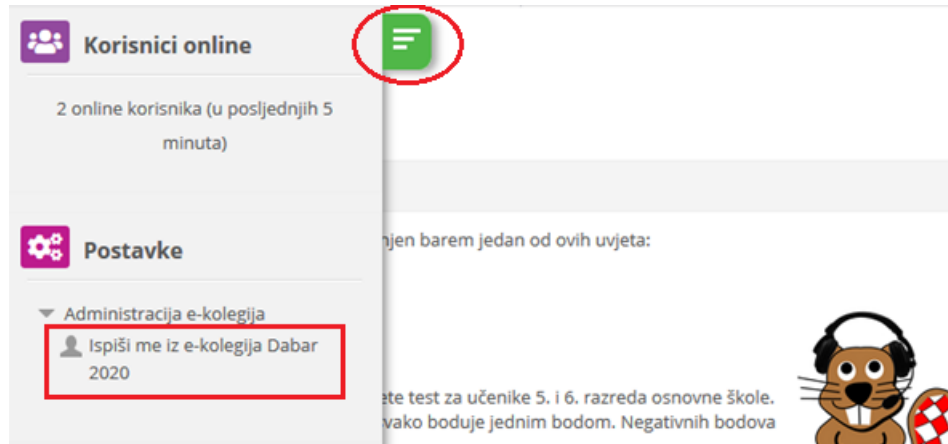 Korisnici online
2 online korisnika (u posljednjih 5
minuta)
Postavke
njen barem jedan od ovih uvjeta:
Administracija e-kolegija
Ispiši me iz e-kolegija Dabar
2020
ete test za učenike 5. i 6. razreda osnovne škole.
vako boduje jednim bodom. Negativnih bodova